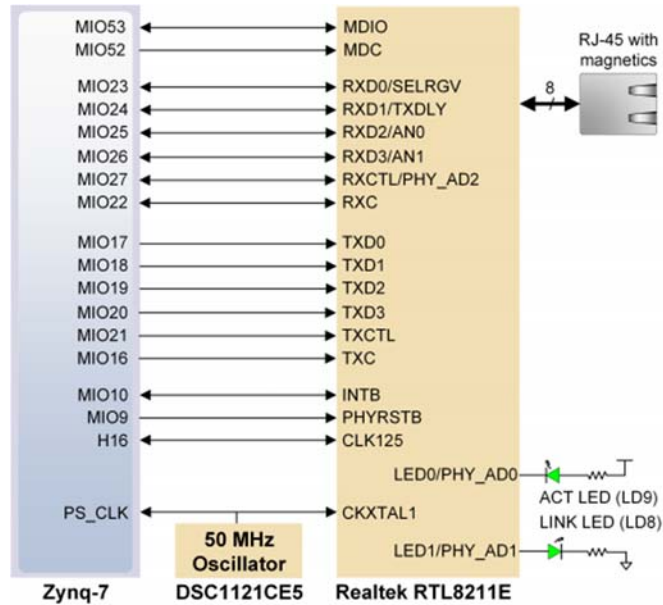 MIO53 MDIO
MIO52 MDC
RJ-45 with
magnetics
MIO23 RXD0/SELRGV
8
MIO24 RXD1/TXDLY
MIO25 RXD2/AN0
MIO26 RXD3/AN1
MIO27 RXCTL/PHY_AD2
MIO22 RXC
MIO17 TXD0
MIO18 TXD1
MIO19 TXD2
MIO20 TXD3
MIO21 TXCTL
MIO16 TXC
MIO10 INTB
MIO9 PHYRSTB
H16 CLK125
LED0/PHY_AD0
ACT LED (LD9)
PS_CLK CKXTAL1
LINK LED (LD8)
50 MHz
Oscillator
LED1/PHY_AD1
Zynq-7 DSC1121CE5 Realtek RTL8211E